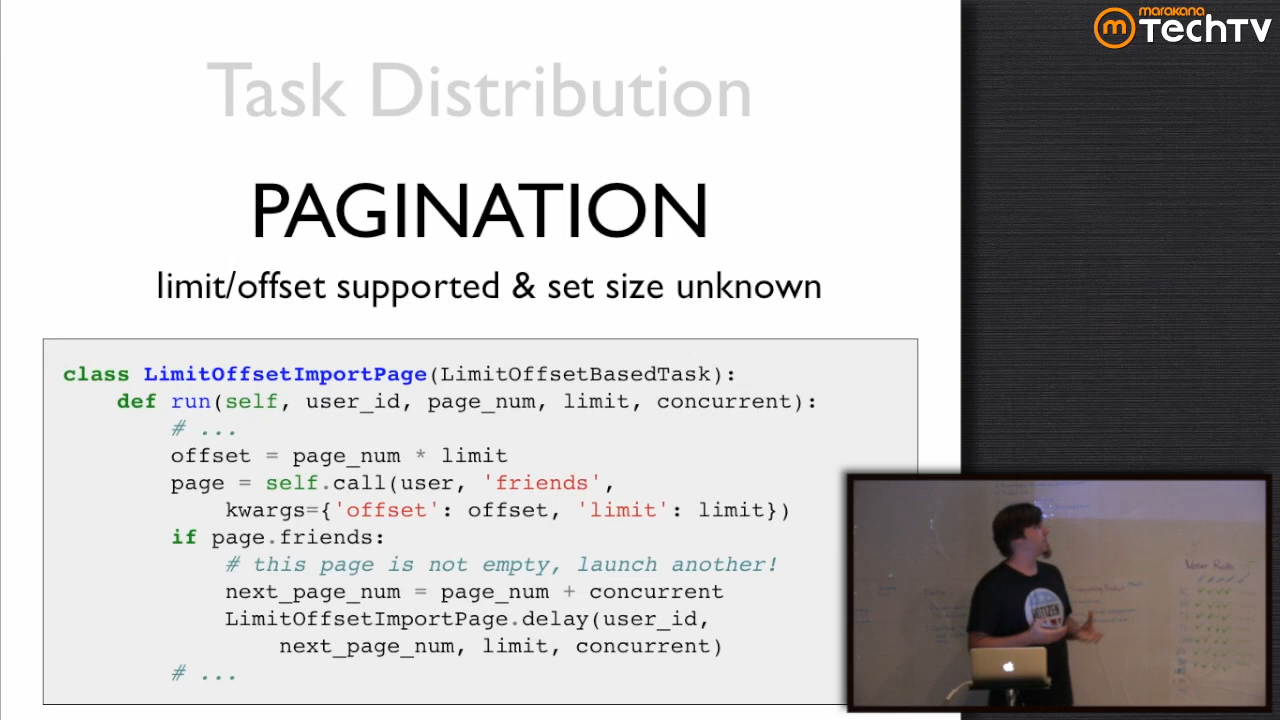 marakana
TechTV
Task Distribution
PAGINATION
limit/offset supported & set size unknown
class LimitOffsetImportPage(LimitOffsetBasedTask):
    def run(self, user_id, page_num, limit, concurrent):
        # ...
        offset = page_num * limit
        page = self.call(user, 'friends',
            kwargs={'offset': offset, 'limit': limit})
        if page.friends:
            # this page is not empty, launch another!
            next_page_num = page_num + concurrent
            LimitOffsetImportPage.delay(user_id,
                next_page_num, limit, concurrent)
        # ...